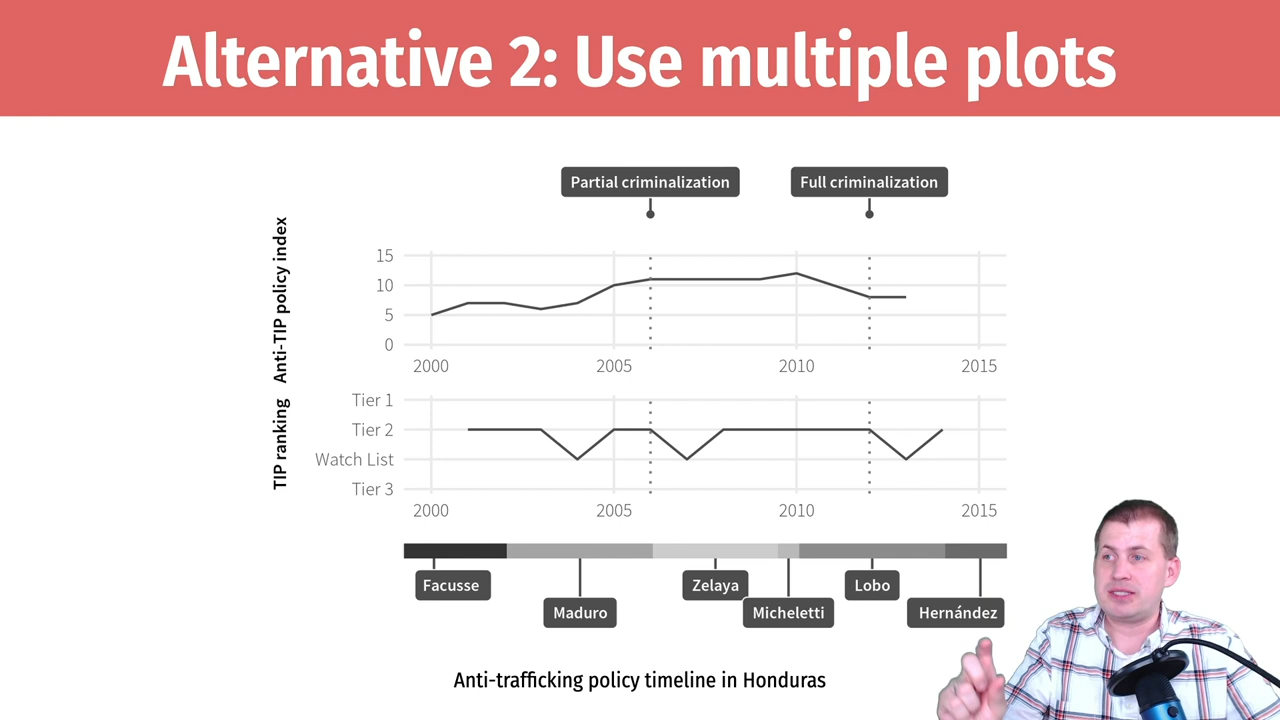 Alternative 2: Use multiple plots
Partial criminalization
Full criminalization
Anti-TIP policy index
15
10
5
0
2000
2005
2010
2015
TIP ranking
Tier 1
Tier 2
Watch List
Tier 3
2000
2005
2010
2015
Facusse
Zelaya
Lobo
Maduro
Micheletti
Hernández
Anti-trafficking policy timeline in Honduras